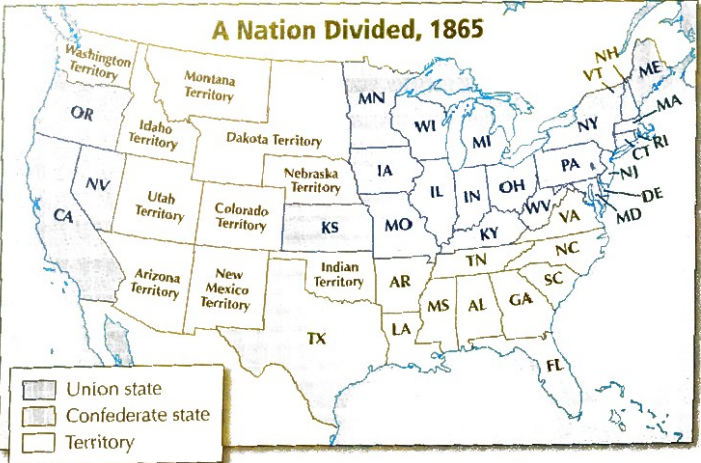 A Nation Divided, 1865
Washington
Territory
Montana
Territory
OR
Idaho
Territory
Dakota Territory
Nebraska
Territory
NV
Utah
Territory
Colorado
Territory
CA
KS
Arizona
Territory
New
Mexico
Territory
Indian
Territory
TX
MN
WI
MI
IA
IL
IN
OH
MO
KY
WV
PA
NY
VT
NH
ME
MA
RI
CT
NJ
DE
MD
VA
NC
TN
SC
AR
MS
AL
GA
LA
FL
Union state
Confederate state
Territory